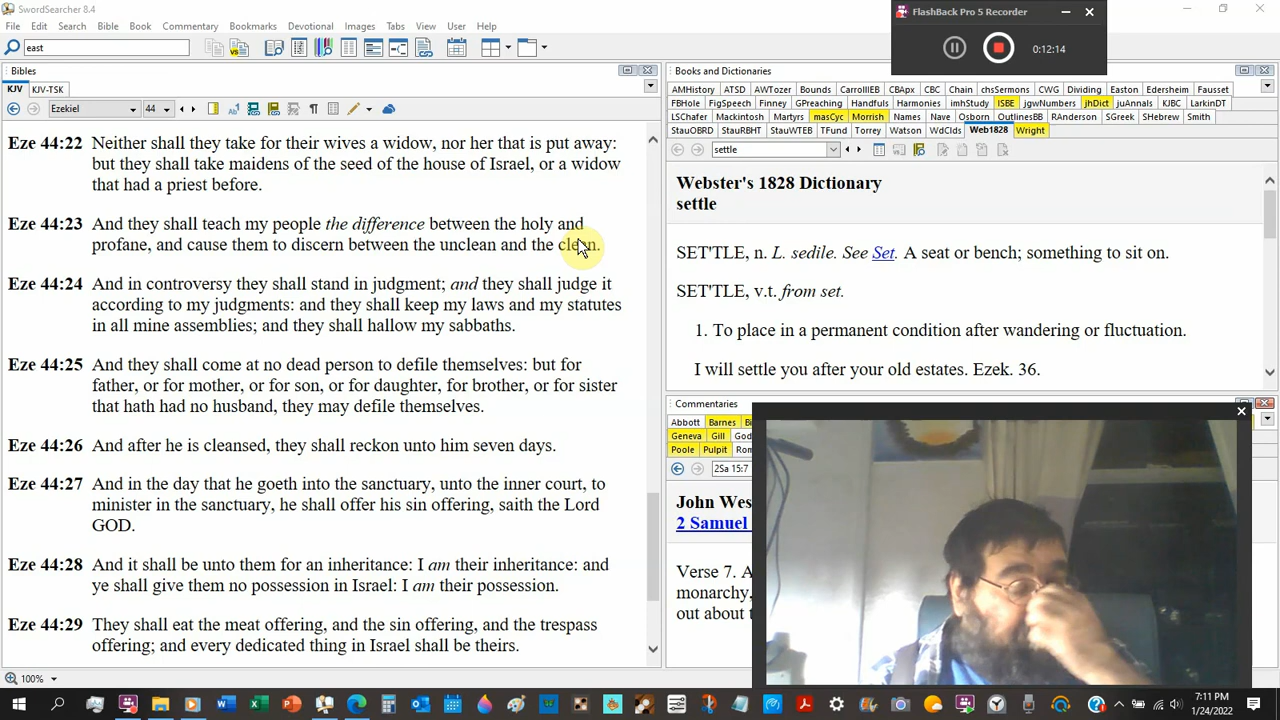 SwordSearcher 8.4
File Edit Search Bible Book Commentary Bookmarks Devotional Images Tabs View User Help
east
FlashBack Pro 5 Recorder
0:12:14
Bibles
KJV KJV-TSK
Ezekiel 44
Eze 44:22 Neither shall they take for their wives a widow, nor her that is put away:
but they shall take maidens of the seed of the house of Israel, or a widow
that had a priest before.
Eze 44:23 And they shall teach my people the difference between the holy and
profane, and cause them to discern between the unclean and the clean.
Eze 44:24 And in controversy they shall stand in judgment; and they shall judge it
according to my judgments: and they shall keep my laws and my statutes
in all mine assemblies; and they shall hallow my sabbaths.
Eze 44:25 And they shall come at no dead person to defile themselves: but for
father, or for mother, or for son, or for daughter, for brother, or for sister
that hath had no husband, they may defile themselves.
Eze 44:26 And after he is cleansed, they shall reckon unto him seven days.
Eze 44:27 And in the day that he goeth into the sanctuary, unto the inner court, to
minister in the sanctuary, he shall offer his sin offering, saith the Lord
GOD.
Eze 44:28 And it shall be unto them for an inheritance: I am their inheritance: and
ye shall give them no possession in Israel: I am their possession.
Eze 44:29 They shall eat the meat offering, and the sin offering, and the trespass
offering; and every dedicated thing in Israel shall be theirs.
100%
Books and Dictionaries
AMHistory ATSD AWTozer Bounds CarrollIEB CBApx CBC Chain chsSermons CWG Dividing Easton Edersheim Fausset
FBHole FigSpeech Finney GPreaching Handfuls Harmonies imhStudy ISBE jgwNumbers jhDict juAnnals KJBC LarkinDT
LSChafer Mackintosh Martyrs masCyc Morrish Names Nave Osborn OutlinesBB RAnderson SGreek SHebrew Smith
StauOBRD StauRBHT StauWTEB TFund Torrey Watson WdClds Web1828 Wright
settle
Webster's 1828 Dictionary
settle
SET'TLE, n. L. sedile. See Set. A seat or bench; something to sit on.
SET'TLE, v.t. from set.
1. To place in a permanent condition after wandering or fluctuation.
I will settle you after your old estates. Ezek. 36.
Commentaries
Abbott Barnes
Geneva Gill
Poole Pulpit
2Sa 15:7
John Wes
2 Samuel
Verse 7. A
monarchy,
out about
7:11 PM
1/24/2022